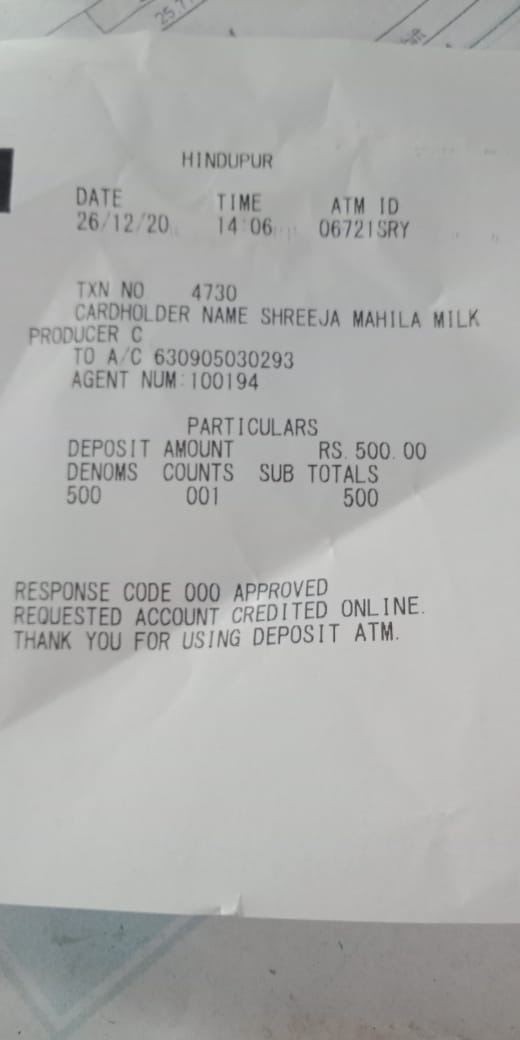 HINDUPUR
DATE TIME ATM ID
26/12/20 14:06 06721SRY
TXN NO 4730
CARDHOLDER NAME SHREEJA MAHILA MILK
PRODUCER C
TO A/C 630905030293
AGENT NUM:100194
PARTICULARS
DEPOSIT AMOUNT RS. 500.00
DENOMS COUNTS SUB TOTALS
500 001 500
RESPONSE CODE 000 APPROVED
REQUESTED ACCOUNT CREDITED ONLINE.
THANK YOU FOR USING DEPOSIT ATM.